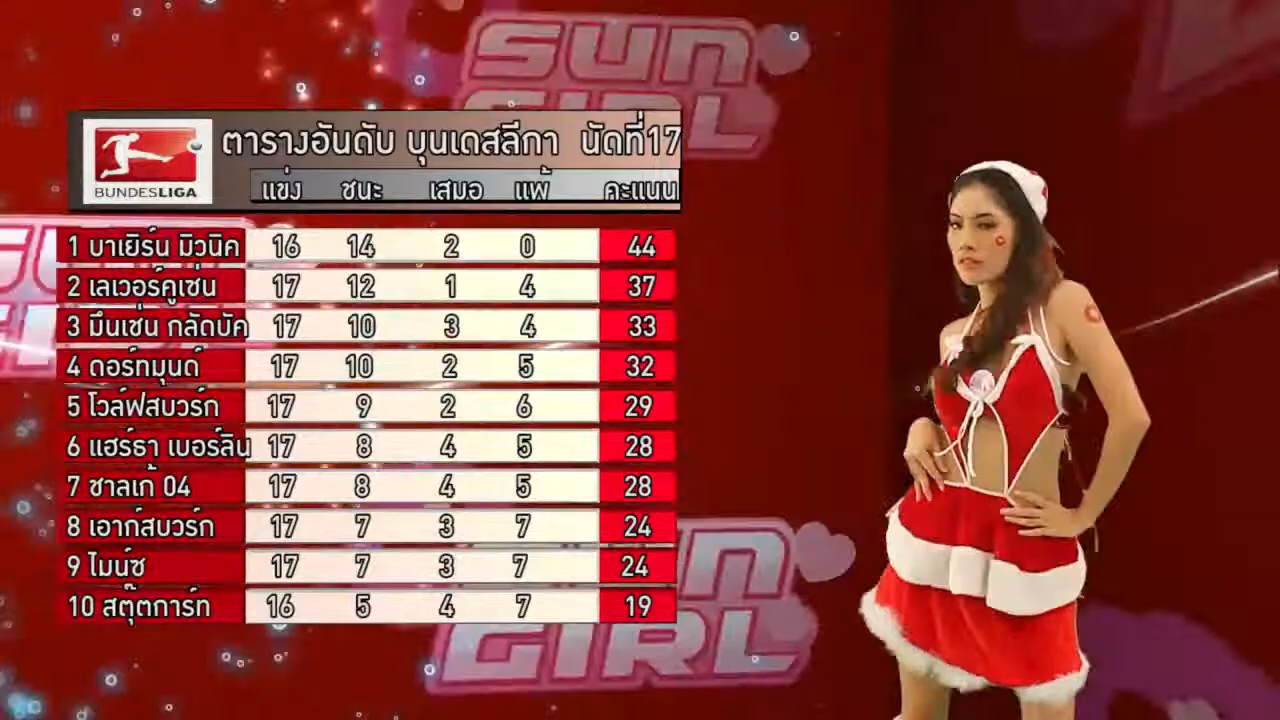 SUN
GIRL
BUNDESLIGA
ตารางอันดับ บุนเดสลีกา นัดที่17
แข่ง ชนะ เสมอ แพ้ คะแนน
1 บาเยิร์น มิวนิค 16 14 2 0 44
2 เลเวอร์คูเซ่น 17 12 1 4 37
3 มึนเช่น กลัดบัค 17 10 3 4 33
4 ดอร์ทมุนด์ 17 10 2 5 32
5 โวล์ฟสบวร์ก 17 9 2 6 29
6 แฮร์ธา เบอร์ลิน 17 8 4 5 28
7 ชาลเก้ 04 17 8 4 5 28
8 เอาก์สบวร์ก 17 7 3 7 24
9 ไมน์ซ 17 7 3 7 24
10 สตุ๊ตการ์ท 16 5 4 7 19
GIRL